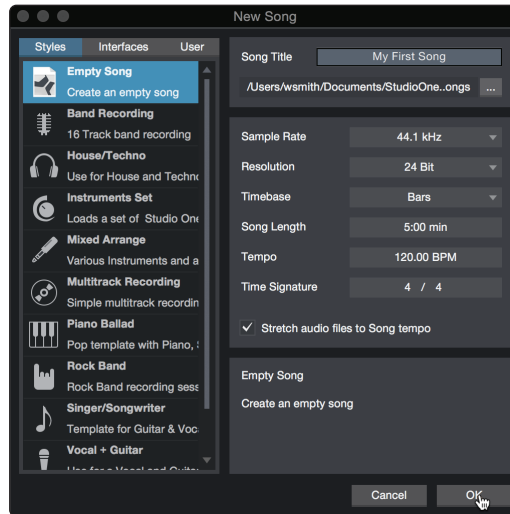 New Song
Styles Interfaces User
Empty Song
Create an empty song
Band Recording
16 Track band recording
House/Techno
Use for House and Techno
Instruments Set
Loads a set of Studio One
Mixed Arrange
Various Instruments and a
Multitrack Recording
Simple multitrack recordin
Piano Ballad
Pop template with Piano,
Rock Band
Rock Band recording sess
Singer/Songwriter
Template for Guitar & Voc
Vocal + Guitar
Song Title My First Song
/Users/wsmith/Documents/StudioOne..ongs ...
Sample Rate 44.1 kHz
Resolution 24 Bit
Timebase Bars
Song Length 5:00 min
Tempo 120.00 BPM
Time Signature 4 / 4
Stretch audio files to Song tempo
Empty Song
Create an empty song
Cancel OK